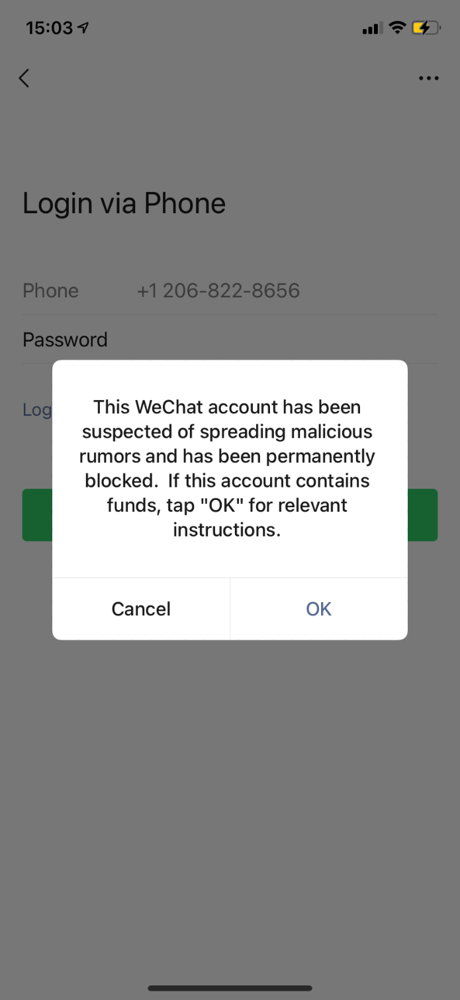 15:03
Login via Phone
Phone +1 206-822-8656
Password
Log
This WeChat account has been
suspected of spreading malicious
rumors and has been permanently
blocked.  If this account contains
funds, tap "OK" for relevant
instructions.
Cancel OK